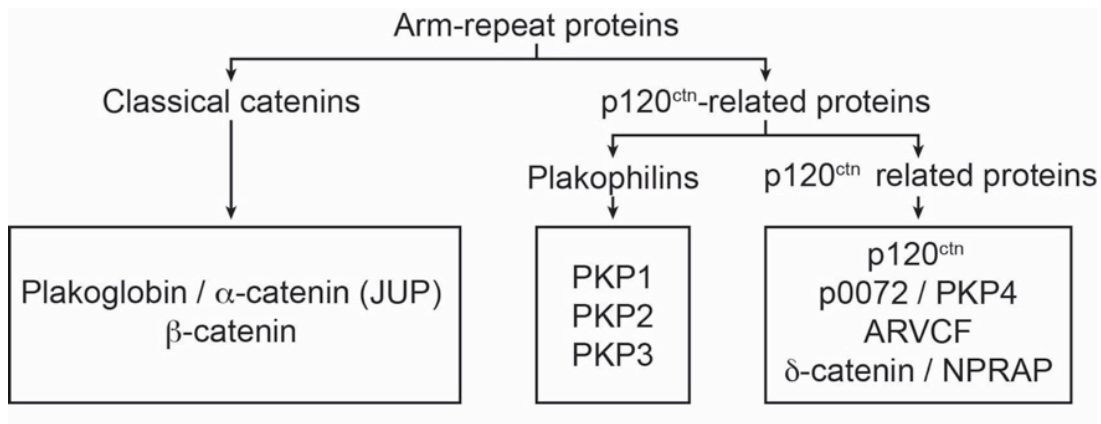 Arm-repeat proteins
Classical catenins
p120ctn-related proteins
Plakophilins
p120ctn related proteins
Plakoglobin / α-catenin (JUP)
β-catenin
PKP1
PKP2
PKP3
p120ctn
p0072 / PKP4
ARVCF
δ-catenin / NPRAP